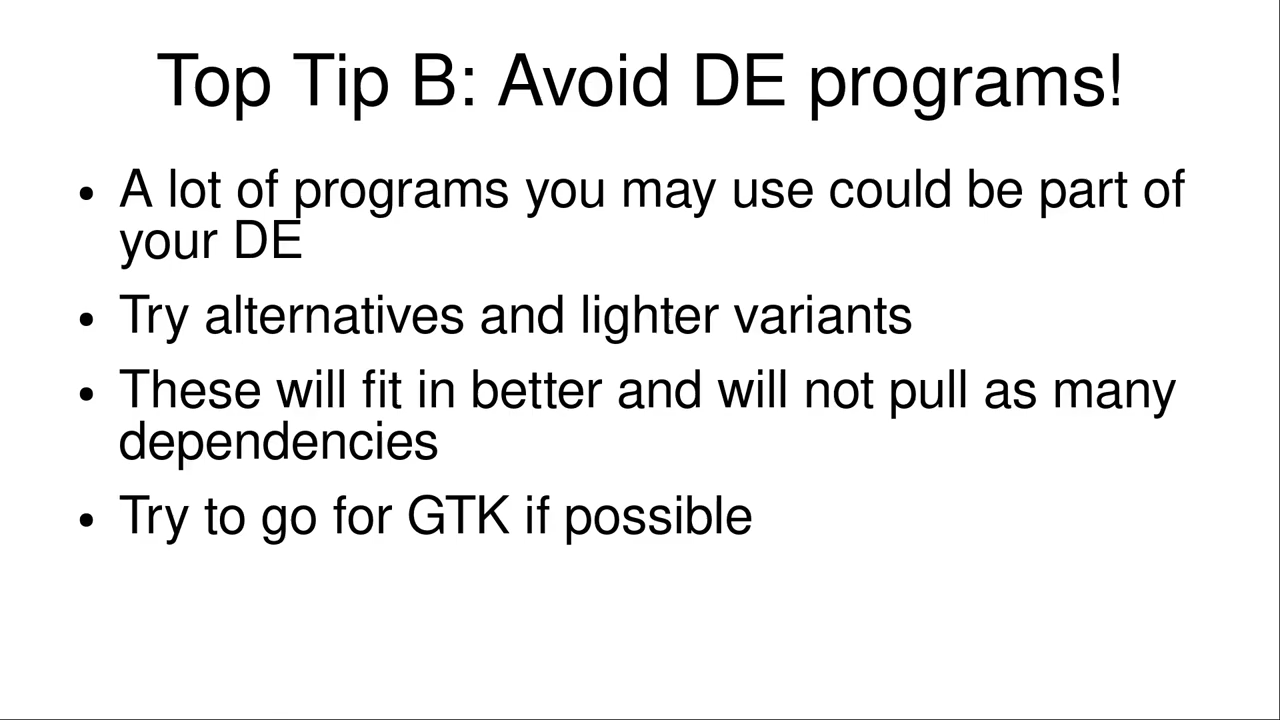 Top Tip B: Avoid DE programs!
• A lot of programs you may use could be part of
your DE
• Try alternatives and lighter variants
• These will fit in better and will not pull as many
dependencies
• Try to go for GTK if possible